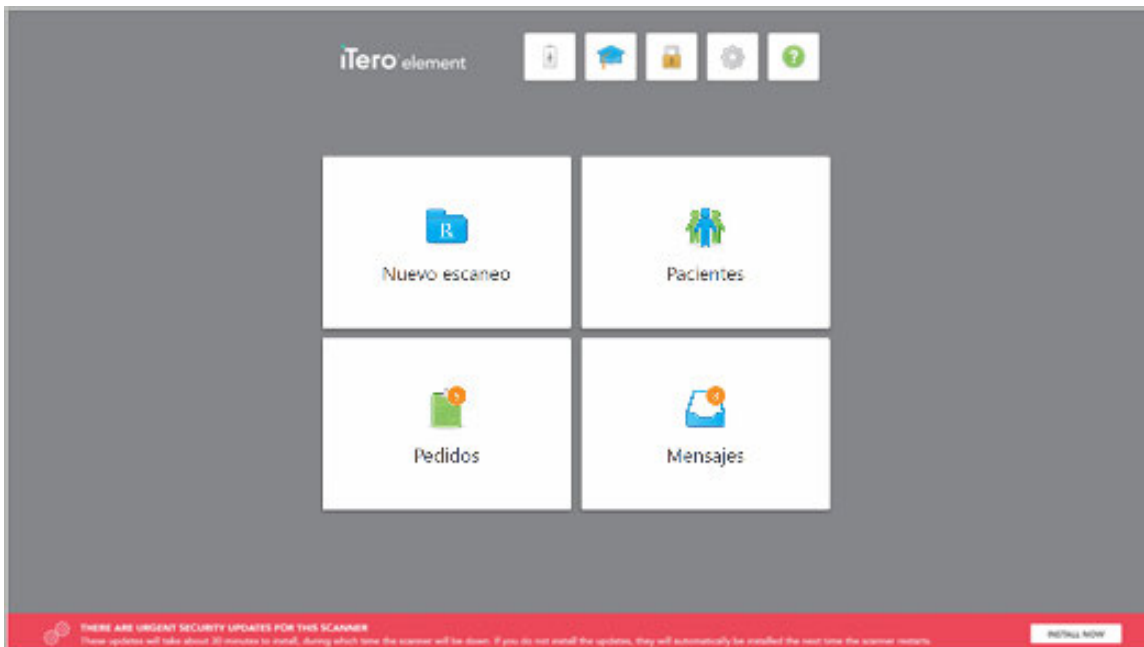 iTero element
?
R
Nuevo escaneo
Pacientes
5
Pedidos
Mensajes
THERE ARE URGENT SECURITY UPDATES FOR THIS SCANNER
These updates will take about 30 minutes to install, during which time the scanner will be down. If you do not install the updates, they will automatically be installed the next time the scanner restarts.
INSTALL NOW